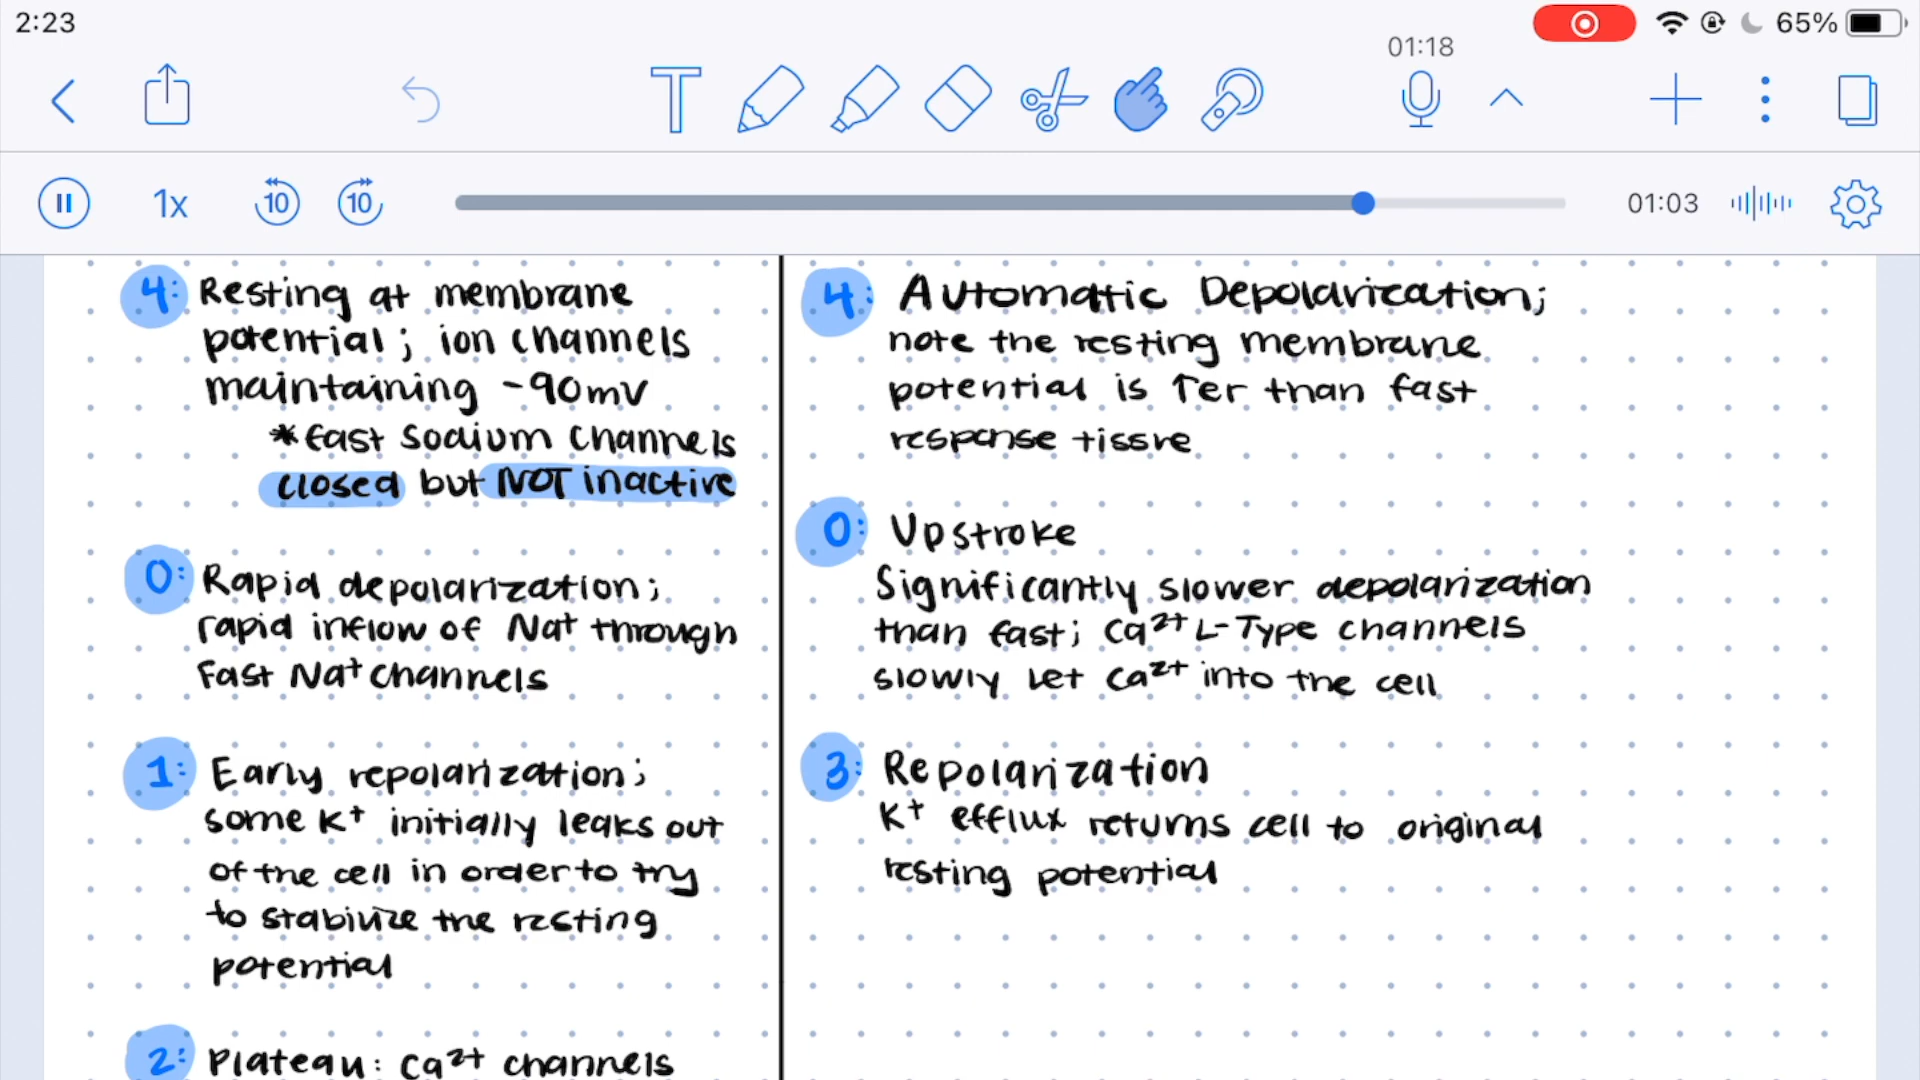 2:23
65%
01:18
T
1x
10
10
01:03
4: Resting at membrane
potential; ion channels
maintaining -90mV
*fast sodium channels
closed but NOT inactive
0: Rapid depolarization;
rapid inflow of Na+ through
Fast Na+ channels
1: Early repolarization;
some K+ initially leaks out
of the cell in order to try
to stabilize the resting
potential
2: Plateau: Ca2+ channels
4: Automatic Depolarization;
note the resting membrane
potential is ↑er than fast
response tissue
0: Upstroke
Significantly slower depolarization
than fast; Ca2+ L-Type channels
slowly let Ca2+ into the cell
3: Repolarization
K+ efflux returns cell to original
resting potential